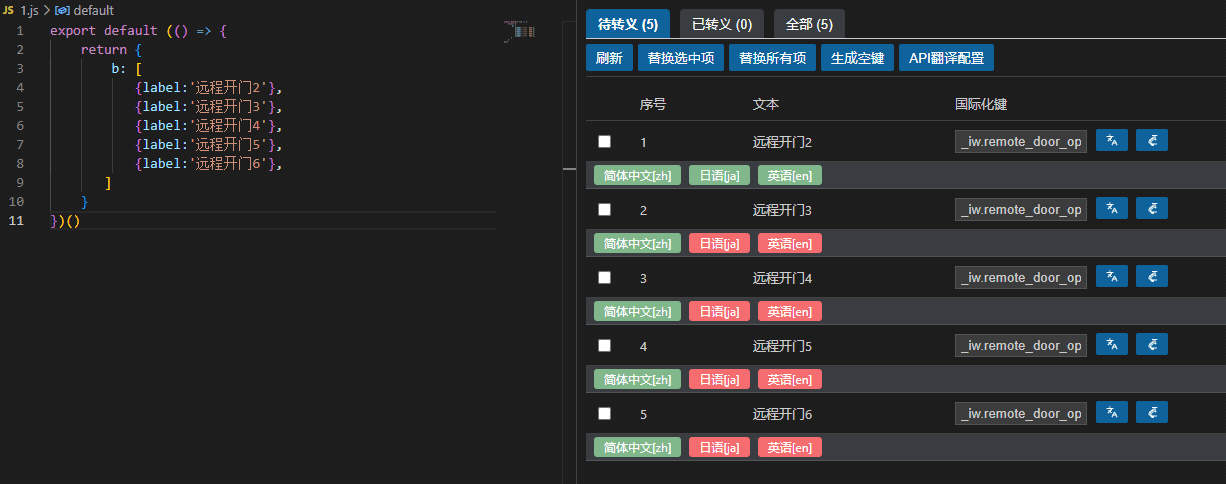 JS 1.js > default
1 export default (() => {
2 return {
3 b: [
4 {label:'远程开门2'},
5 {label:'远程开门3'},
6 {label:'远程开门4'},
7 {label:'远程开门5'},
8 {label:'远程开门6'},
9 ]
10 }
11 })()
待转义 (5) 已转义 (0) 全部 (5)
刷新 替换选中项 替换所有项 生成空键 API翻译配置
序号 文本 国际化键
1 远程开门2 _iw.remote_door_op
简体中文[zh] 日语[ja] 英语[en]
2 远程开门3 _iw.remote_door_op
简体中文[zh] 日语[ja] 英语[en]
3 远程开门4 _iw.remote_door_op
简体中文[zh] 日语[ja] 英语[en]
4 远程开门5 _iw.remote_door_op
简体中文[zh] 日语[ja] 英语[en]
5 远程开门6 _iw.remote_door_op
简体中文[zh] 日语[ja] 英语[en]